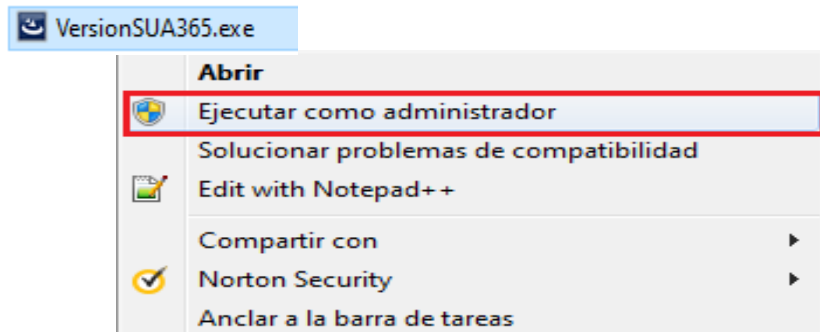 VersionSUA365.exe
Abrir
Ejecutar como administrador
Solucionar problemas de compatibilidad
Edit with Notepad++
Compartir con
Norton Security
Anclar a la barra de tareas